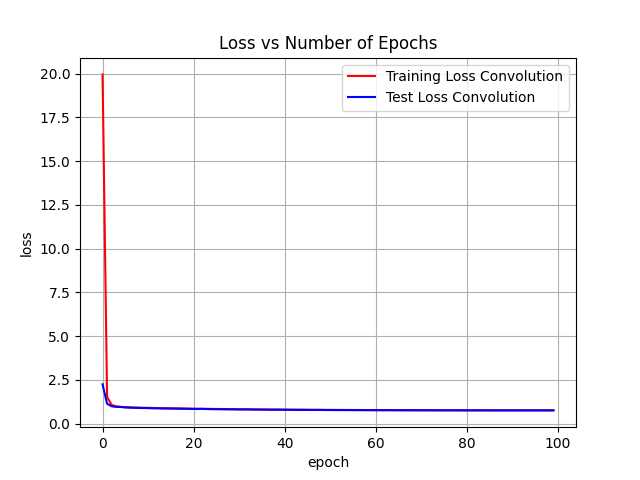 Loss vs Number of Epochs
20.0
17.5
15.0
12.5
10.0
7.5
5.0
2.5
0.0
loss
Training Loss Convolution
Test Loss Convolution
0 20 40 60 80 100
epoch